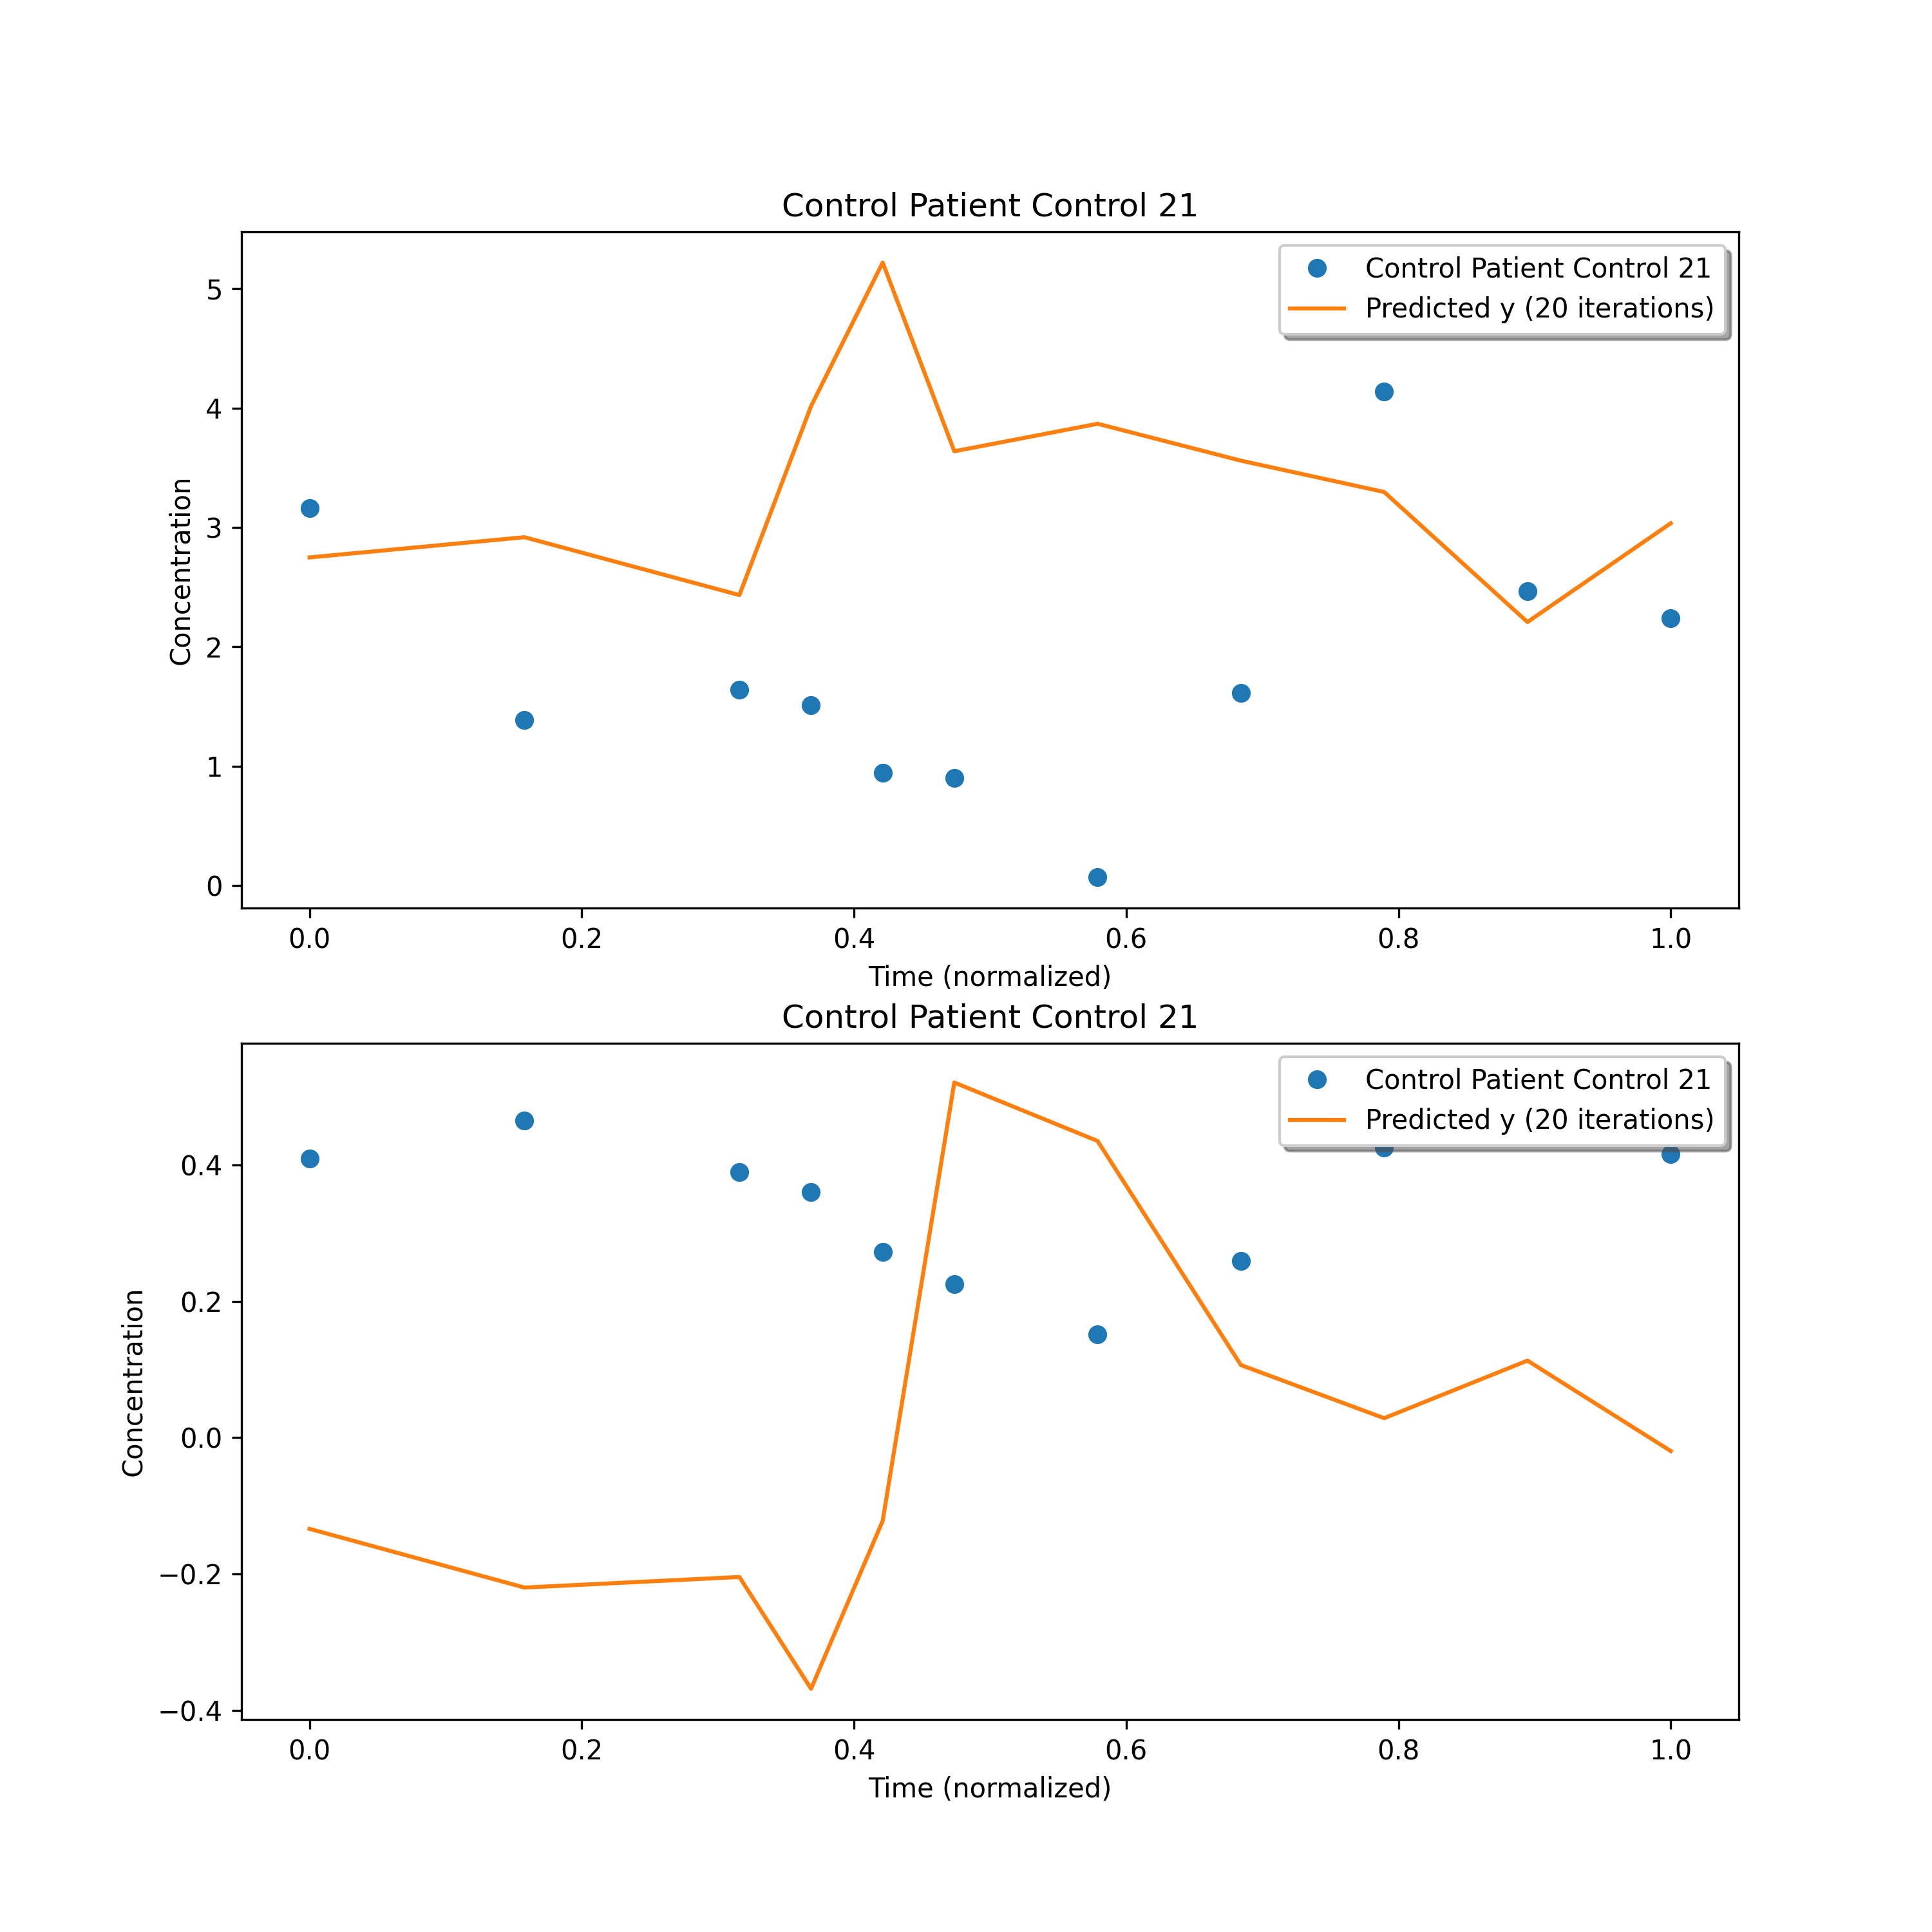 Control Patient Control 21
Control Patient Control 21
Predicted y (20 iterations)
5
4
3
2
1
0
Concentration
0.0 0.2 0.4 0.6 0.8 1.0
Time (normalized)
Control Patient Control 21
Control Patient Control 21
Predicted y (20 iterations)
0.4
0.2
0.0
−0.2
−0.4
Concentration
0.0 0.2 0.4 0.6 0.8 1.0
Time (normalized)